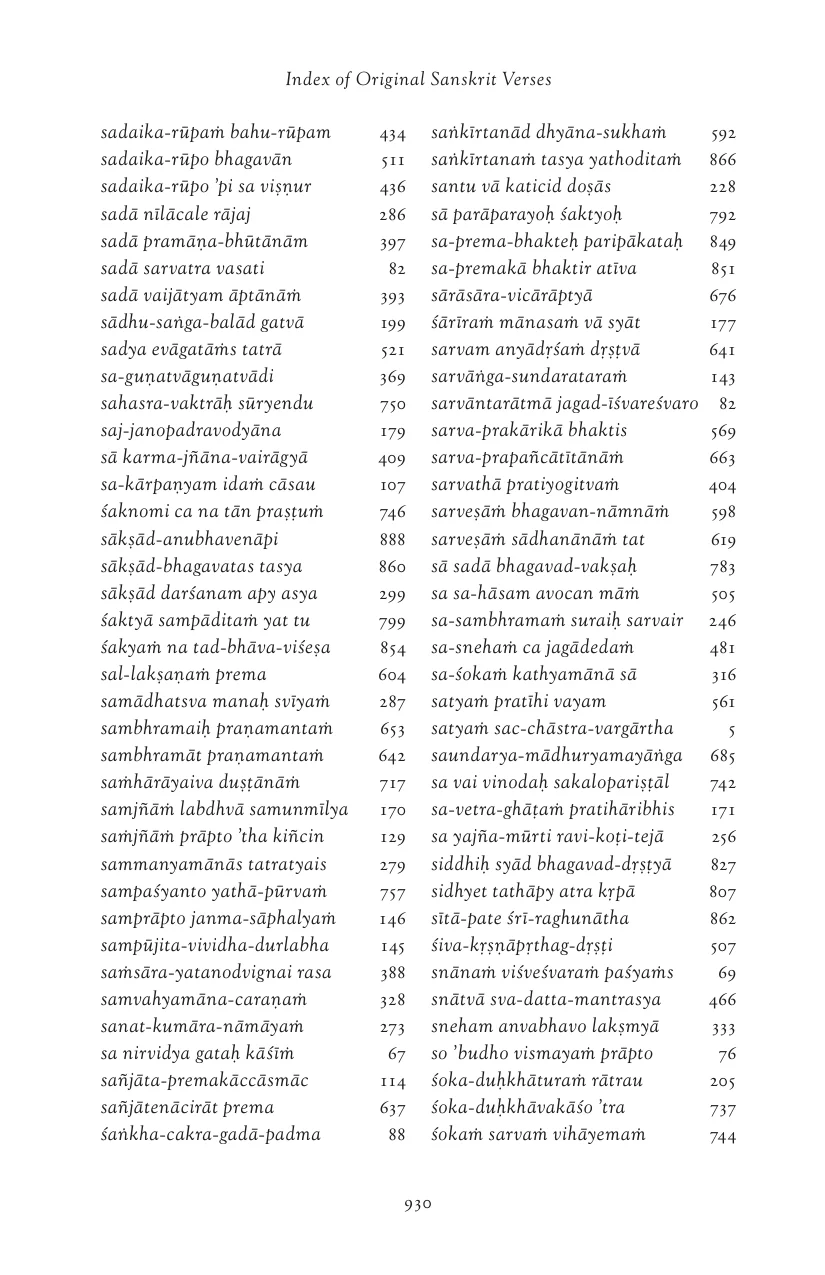 Index of Original Sanskrit Verses
sadaika-rūpaṁ bahu-rūpam 434
sadaika-rūpo bhagavān 511
sadaika-rūpo ’pi sa viṣṇur 436
sadā nīlācale rājaj 286
sadā pramāṇa-bhūtānām 397
sadā sarvatra vasati 82
sadā vaijātyam āptānāṁ 393
sādhu-saṅga-balād gatvā 199
sadya evāgatāṁs tatrā 521
sa-guṇatvāguṇatvādi 369
sahasra-vaktrāḥ sūryendu 750
saj-janopadravodyāna 179
sā karma-jñāna-vairāgyā 409
sa-kārpaṇyam idaṁ cāsau 107
śaknomi ca na tān praṣṭuṁ 746
sākṣād-anubhavenāpi 888
sākṣād-bhagavatas tasya 860
sākṣād darśanam apy asya 299
śaktyā sampāditaṁ yat tu 799
śakyaṁ na tad-bhāva-viśeṣa 854
sal-lakṣaṇaṁ prema 604
samādhatsva manaḥ svīyaṁ 287
sambhramaiḥ praṇamantaṁ 653
sambhramāt praṇamantaṁ 642
saṁhārāyaiva duṣṭānāṁ 717
samjñāṁ labdhvā samunmīlya 170
saṁjñāṁ prāpto ’tha kiñcin 129
sammanyamānās tatratyais 279
sampaśyanto yathā-pūrvaṁ 757
samprāpto janma-sāphalyaṁ 146
sampūjita-vividha-durlabha 145
saṁsāra-yatanodvignai rasa 388
samvahyamāna-caraṇaṁ 328
sanat-kumāra-nāmāyaṁ 273
sa nirvidya gataḥ kāśīṁ 67
sañjāta-premakāccāsmāc 114
sañjātenācirāt prema 637
śaṅkha-cakra-gadā-padma 88
saṅkīrtanād dhyāna-sukhaṁ 592
saṅkīrtanaṁ tasya yathoditaṁ 866
santu vā katicid doṣās 228
sā parāparayoḥ śaktyoḥ 792
sa-prema-bhakteḥ paripākataḥ 849
sa-premakā bhaktir atīva 851
sārāsāra-vicārāptyā 676
śārīraṁ mānasaṁ vā syāt 177
sarvam anyādṛśaṁ dṛṣṭvā 641
sarvāṅga-sundarataraṁ 143
sarvāntarātmā jagad-īśvareśvaro 82
sarva-prakārikā bhaktis 569
sarva-prapañcātītānāṁ 663
sarvathā pratiyogitvaṁ 404
sarveṣāṁ bhagavan-nāmnāṁ 598
sarveṣāṁ sādhanānāṁ tat 619
sā sadā bhagavad-vakṣaḥ 783
sa sa-hāsam avocan māṁ 505
sa-sambhramaṁ suraiḥ sarvair 246
sa-snehaṁ ca jagādedaṁ 481
sa-śokaṁ kathyamānā sā 316
satyaṁ pratīhi vayam 561
satyaṁ sac-chāstra-vargārtha 5
saundarya-mādhuryamayāṅga 685
sa vai vinodaḥ sakalopariṣṭāl 742
sa-vetra-ghāṭaṁ pratihāribhis 171
sa yajña-mūrti ravi-koṭi-tejā 256
siddhiḥ syād bhagavad-dṛṣṭyā 827
sidhyet tathāpy atra kṛpā 807
sītā-pate śrī-raghunātha 862
śiva-kṛṣṇāpṛthag-dṛṣṭi 507
snānaṁ viśveśvaraṁ paśyaṁs 69
snātvā sva-datta-mantrasya 466
sneham anvabhavo lakṣmyā 333
so ’budho vismayaṁ prāpto 76
śoka-duḥkhāturaṁ rātrau 205
śoka-duḥkhāvakāśo ’tra 737
śokaṁ sarvaṁ vihāyemaṁ 744
930